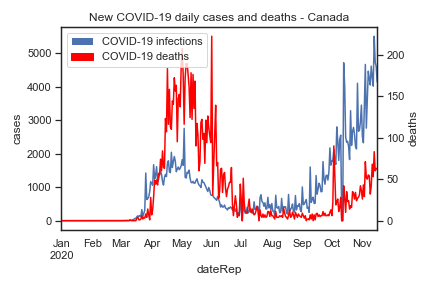 New COVID-19 daily cases and deaths - Canada
COVID-19 infections
COVID-19 deaths
5000
4000
3000
2000
1000
0
cases
200
150
100
50
0
deaths
Jan Feb Mar Apr May Jun Jul Aug Sep Oct Nov
2020
dateRep